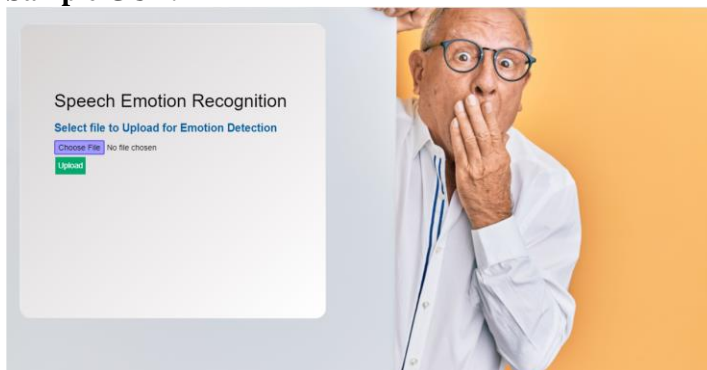 Speech Emotion Recognition
Select file to Upload for Emotion Detection
Choose File No file chosen
Upload